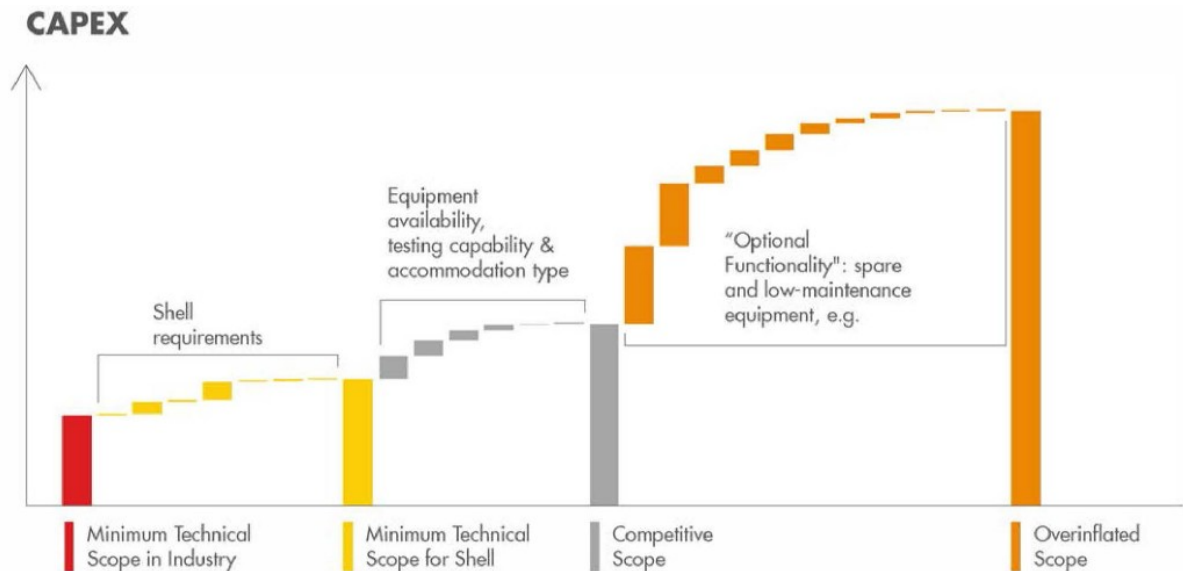 CAPEX
Shell
requirements
Equipment
availability,
testing capability &
accommodation type
“Optional
Functionality": spare
and low-maintenance
equipment, e.g.
Minimum Technical
Scope in Industry
Minimum Technical
Scope for Shell
Competitive
Scope
Overinflated
Scope